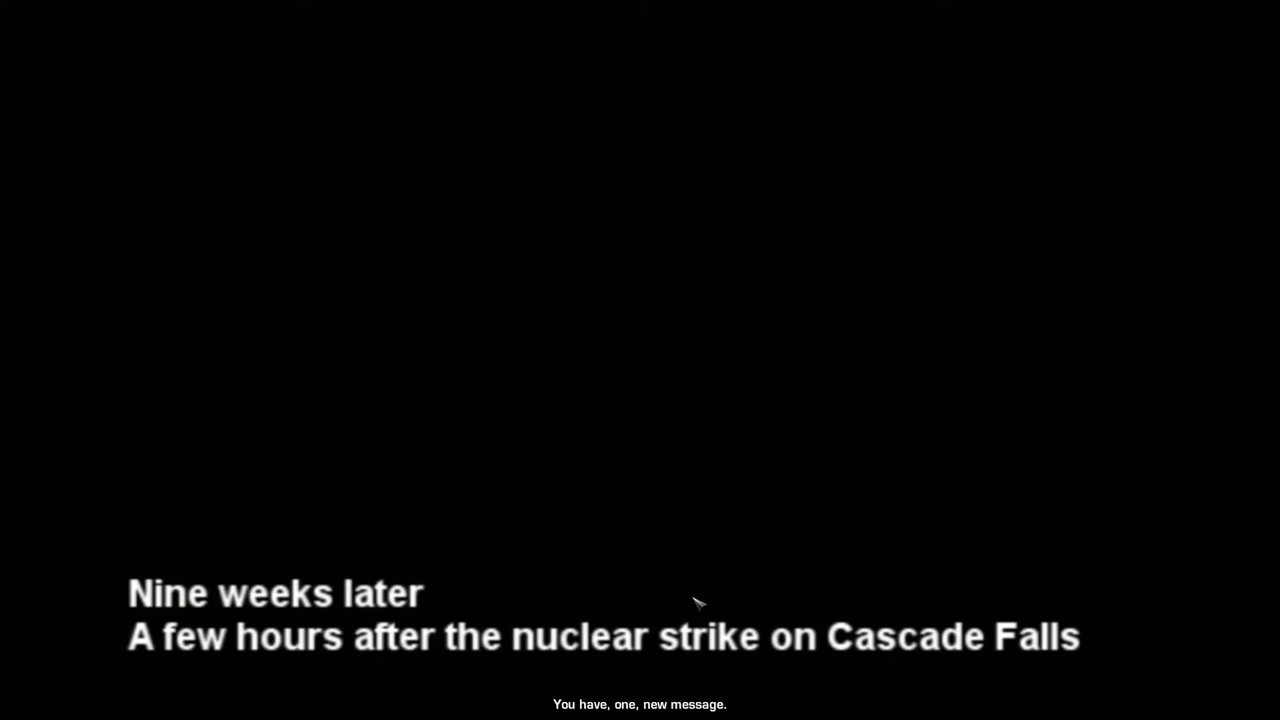 Nine weeks later
A few hours after the nuclear strike on Cascade Falls
You have, one, new message.